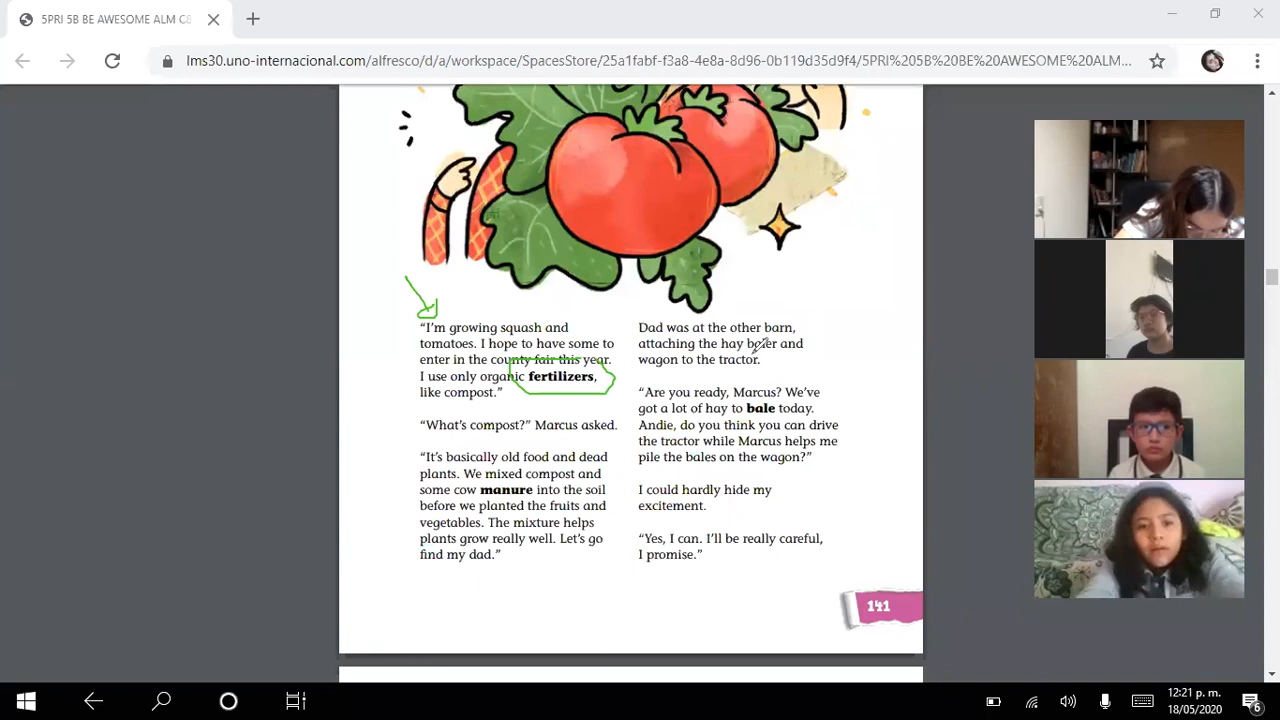 5PRI 5B BE AWESOME ALM C8
lms30.uno-internacional.com/alfresco/d/a/workspace/SpacesStore/25a1fabf-f3a8-4e8a-8d96-0b119d35d9f4/5PRI%205B%20BE%20AWESOME%20ALM...
“I’m growing squash and
tomatoes. I hope to have some to
enter in the county fair this year.
I use only organic fertilizers,
like compost.”
“What’s compost?” Marcus asked.
“It’s basically old food and dead
plants. We mixed compost and
some cow manure into the soil
before we planted the fruits and
vegetables. The mixture helps
plants grow really well. Let’s go
find my dad.”
Dad was at the other barn,
attaching the hay boxer and
wagon to the tractor.
“Are you ready, Marcus? We’ve
got a lot of hay to bale today.
Andie, do you think you can drive
the tractor while Marcus helps me
pile the bales on the wagon?”
I could hardly hide my
excitement.
“Yes, I can. I’ll be really careful,
I promise.”
141
12:21 p. m.
18/05/2020
6